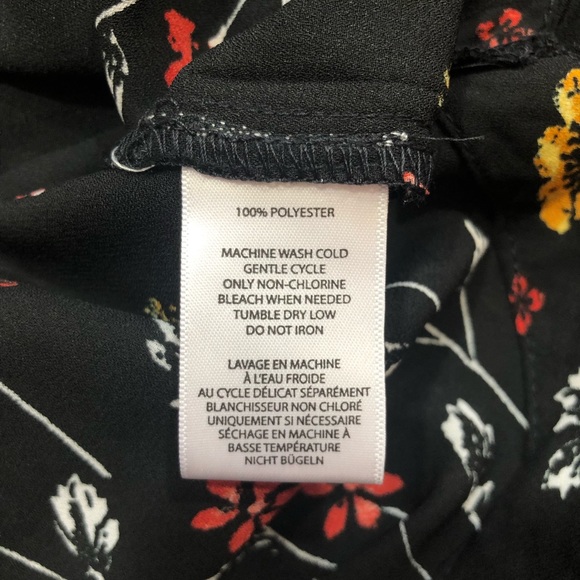 100% POLYESTER
MACHINE WASH COLD
GENTLE CYCLE
ONLY NON-CHLORINE
BLEACH WHEN NEEDED
TUMBLE DRY LOW
DO NOT IRON
LAVAGE EN MACHINE
À L'EAU FROIDE
AU CYCLE DÉLICAT SÉPARÉMENT
BLANCHISSEUR NON CHLORÉ
UNIQUEMENT SI NÉCESSAIRE
SÉCHAGE EN MACHINE À
BASSE TEMPÉRATURE
NICHT BÜGELN